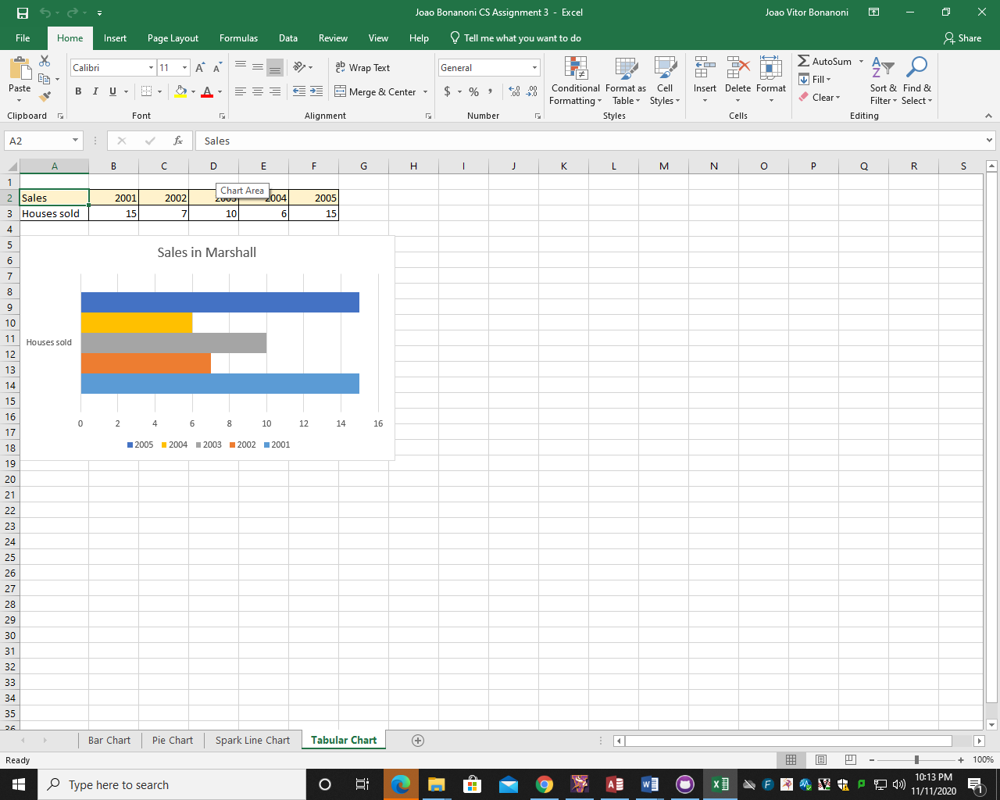 Joao Bonanoni CS Assignment 3 - Excel
Joao Vitor Bonanoni
File Home Insert Page Layout Formulas Data Review View Help Tell me what you want to do Share
Paste
Clipboard
Calibri 11
B I U
Font
Wrap Text
Merge & Center
Alignment
General
$ % ,
Number
Conditional Formatting
Format as Table
Cell Styles
Styles
Insert Delete Format
Cells
AutoSum
Fill
Clear
Sort & Filter
Find & Select
Editing
A2 fx Sales
A B C D E F G H I J K L M N O P Q R S
1
2 Sales 2001 2002 2004 2005
Chart Area
3 Houses sold 15 7 10 6 15
4
5
6
7
8
9
10
11
12
13
14
15
16
17
18
19
20
21
22
23
24
25
26
27
28
29
30
31
32
33
34
35
36
Sales in Marshall
Houses sold
0 2 4 6 8 10 12 14 16
2005 2004 2003 2002 2001
Bar Chart Pie Chart Spark Line Chart Tabular Chart
Ready
100%
Type here to search
10:13 PM
11/11/2020
1